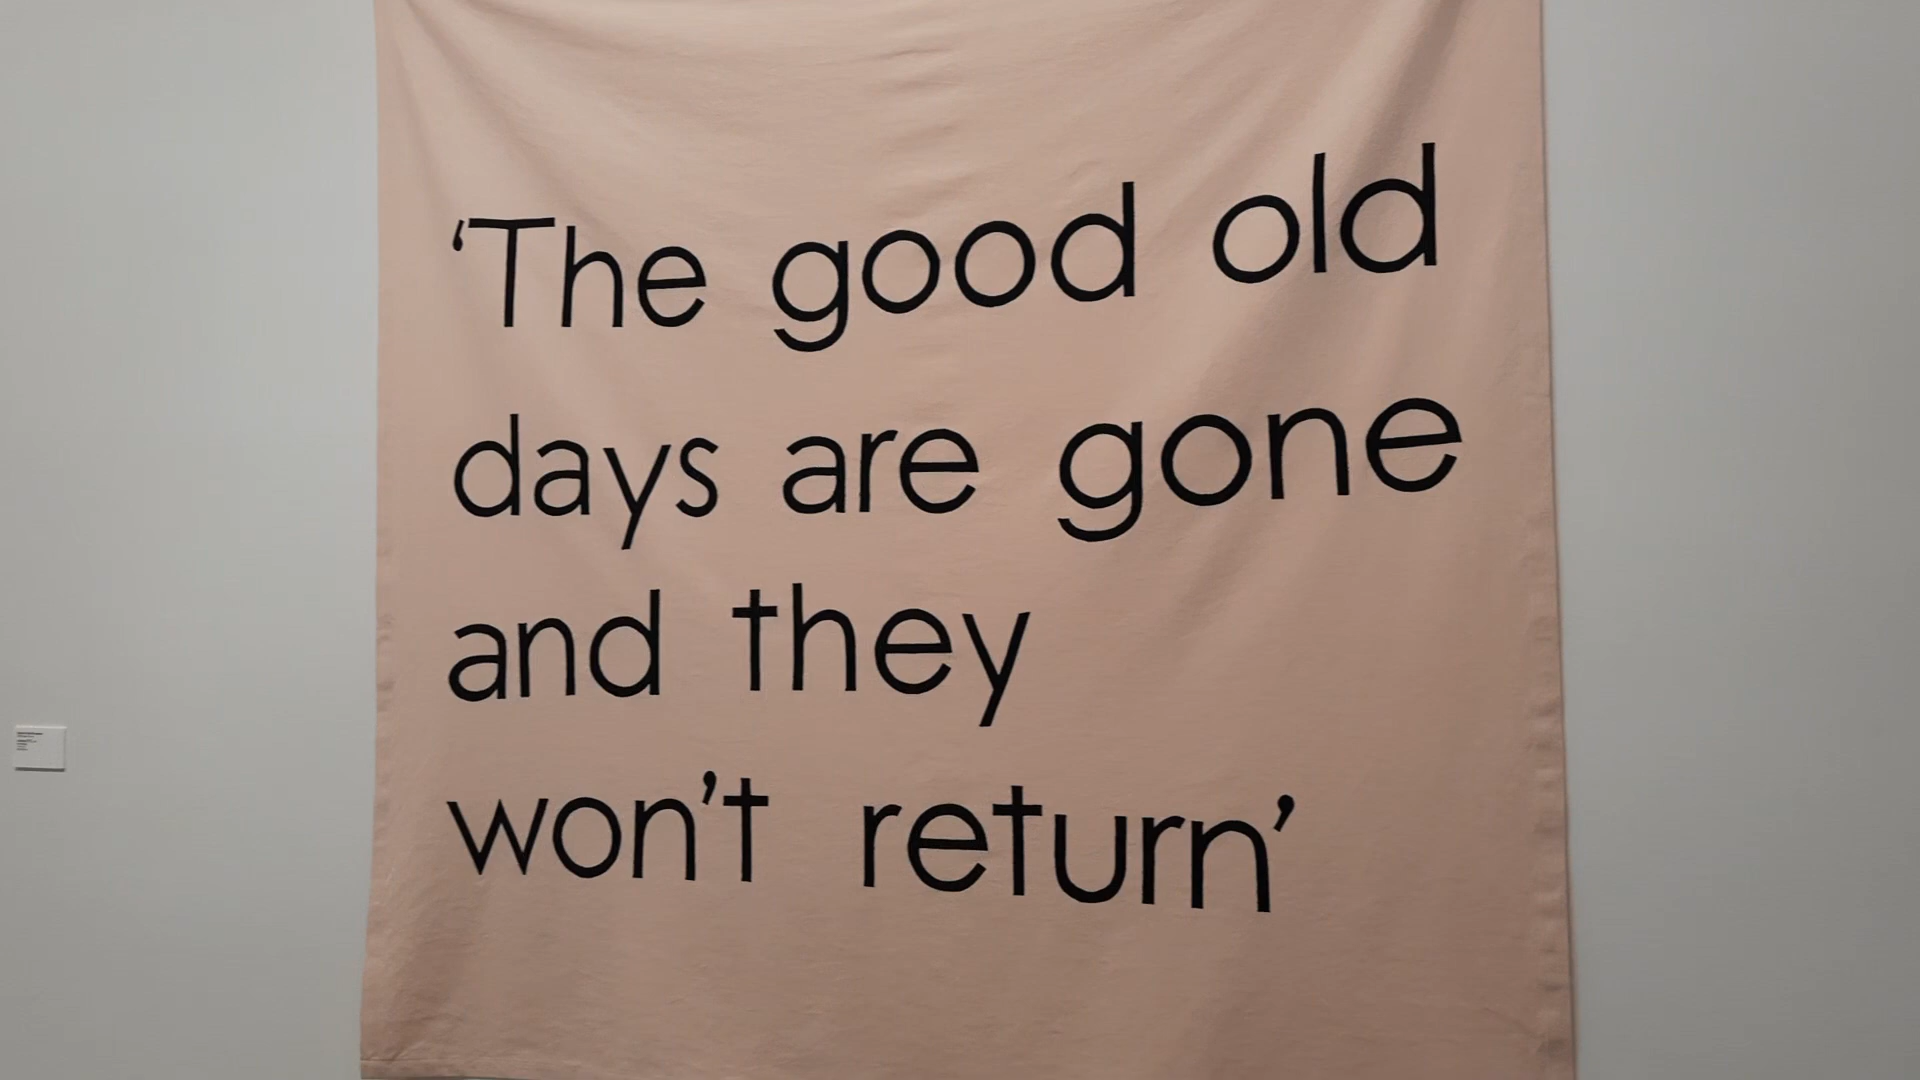 ‘The good old
days are gone
and they
won’t return’